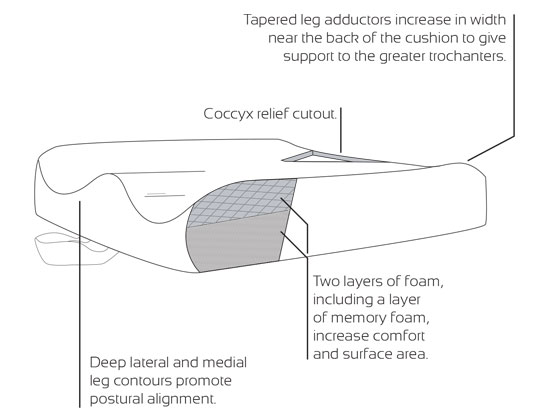 Tapered leg adductors increase in width
near the back of the cushion to give
support to the greater trochanters.
Coccyx relief cutout.
Two layers of foam,
including a layer
of memory foam,
increase comfort
and surface area.
Deep lateral and medial
leg contours promote
postural alignment.